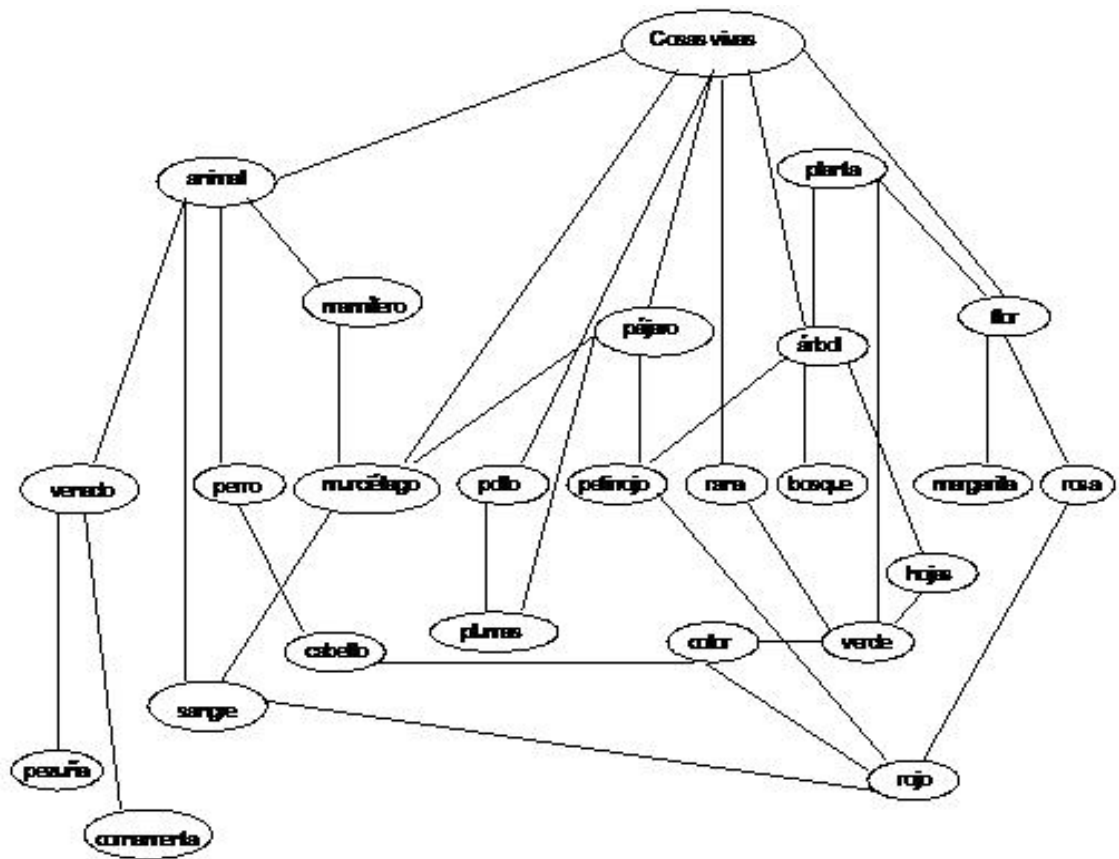 Cosas vivas
planta
animal
mamífero
pájaro
flor
árbol
venado
perro
murciélago
pollo
petirrojo
rana
bosque
margarita
rosa
hojas
plumas
color
verde
cabello
sangre
pezuña
rojo
cornamenta